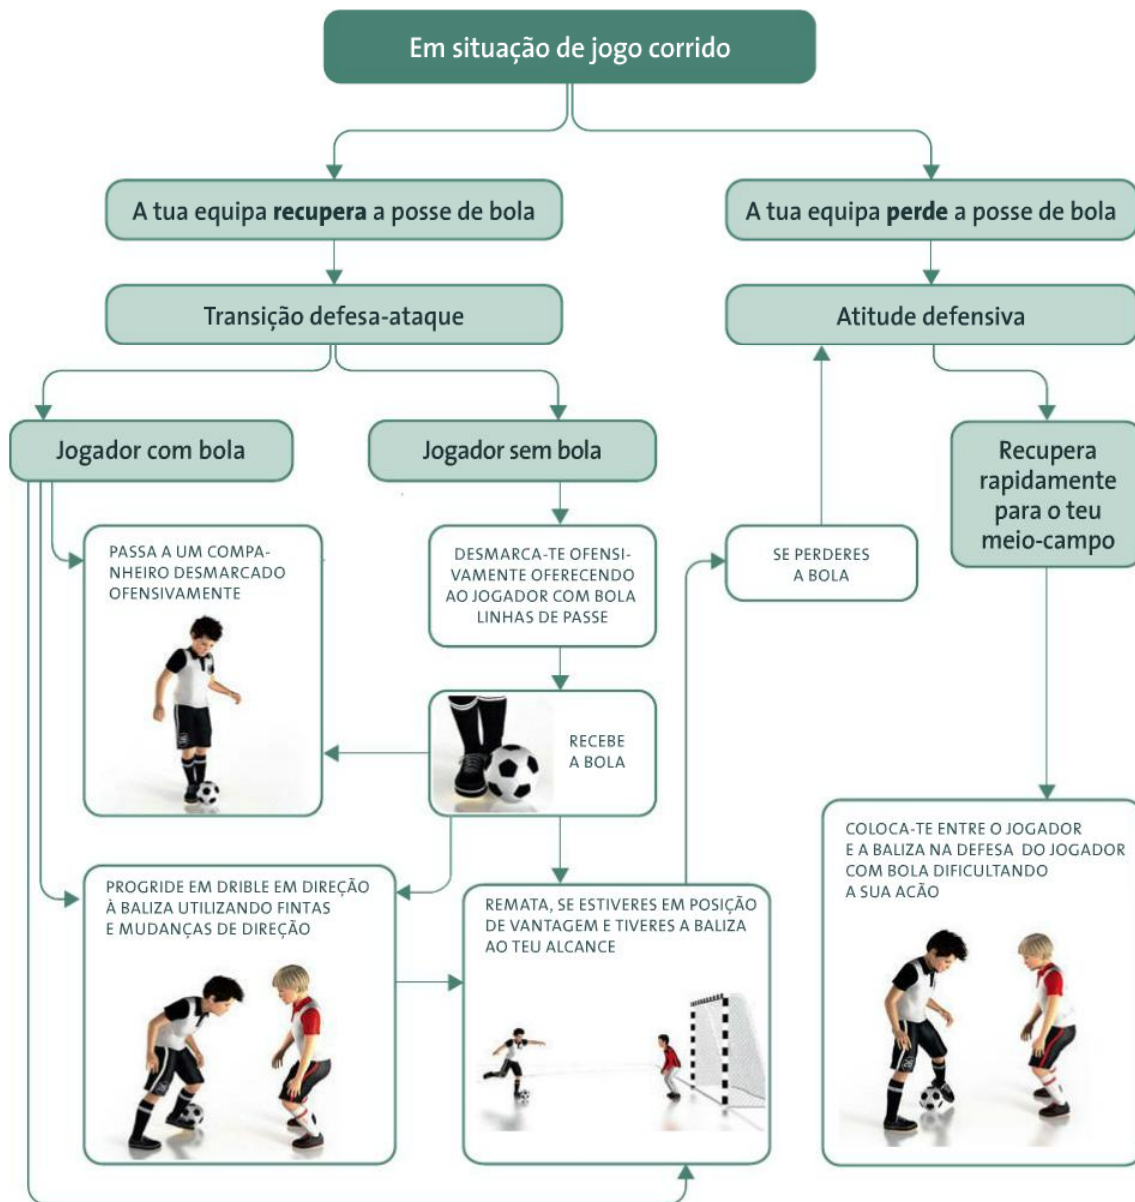 Em situação de jogo corrido
A tua equipa recupera a posse de bola
A tua equipa perde a posse de bola
Transição defesa-ataque
Atitude defensiva
Jogador com bola
Jogador sem bola
Recupera
rapidamente
para o teu
meio-campo
PASSA A UM COMPA-
NHEIRO DESMARCADO
OFENSIVAMENTE
DESMARCA-TE OFENSI-
VAMENTE OFERECENDO
AO JOGADOR COM BOLA
LINHAS DE PASSE
SE PERDERES
A BOLA
RECEBE
A BOLA
PROGRIDE EM DRIBLE EM DIREÇÃO
À BALIZA UTILIZANDO FINTAS
E MUDANÇAS DE DIREÇÃO
REMATA, SE ESTIVERES EM POSIÇÃO
DE VANTAGEM E TIVERES A BALIZA
AO TEU ALCANCE
COLOCA-TE ENTRE O JOGADOR
E A BALIZA NA DEFESA DO JOGADOR
COM BOLA DIFICULTANDO
A SUA ACÃO